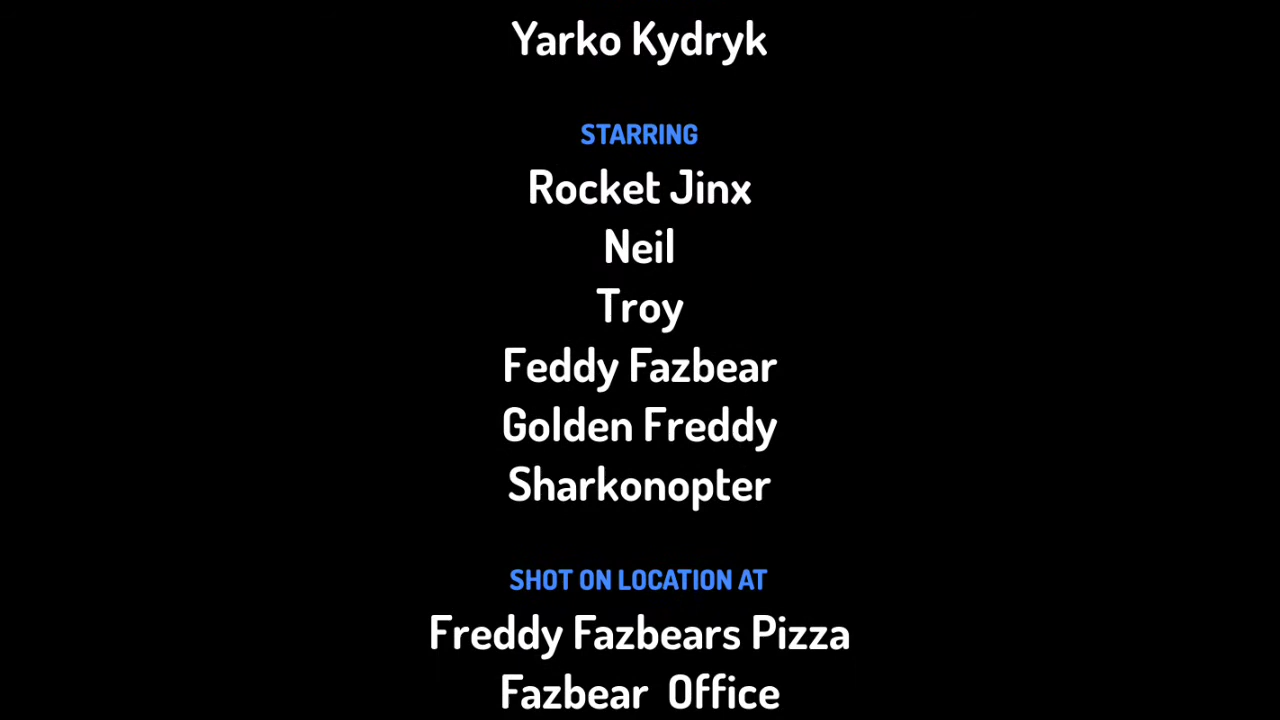 Yarko Kydryk
STARRING
Rocket Jinx
Neil
Troy
Feddy Fazbear
Golden Freddy
Sharkonopter
SHOT ON LOCATION AT
Freddy Fazbears Pizza
Fazbear  Office